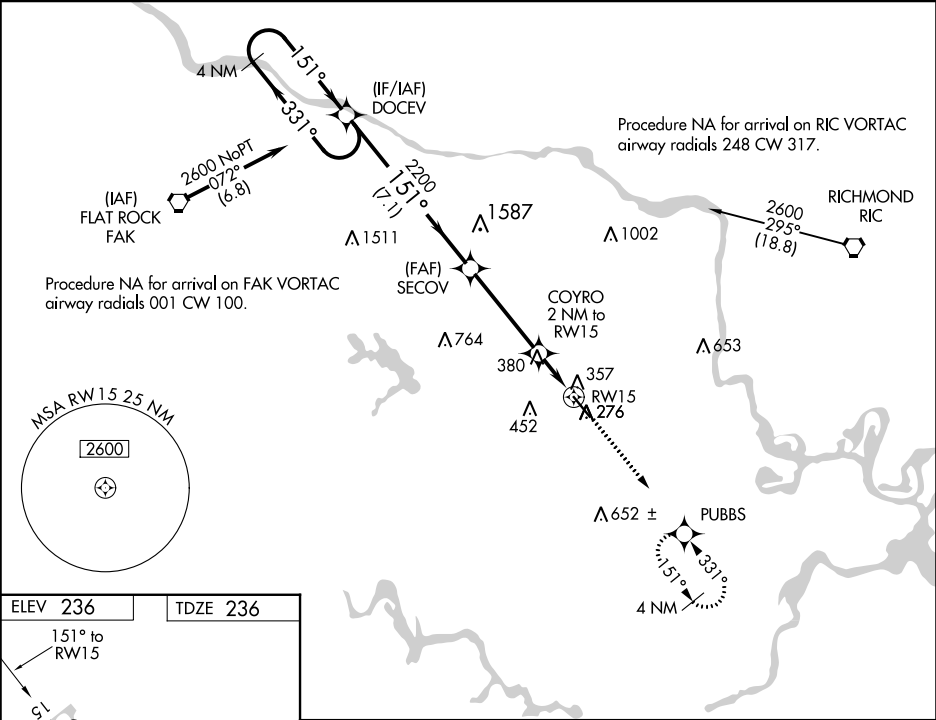 4 NM
151°
331°
(IF/IAF)
DOCEV
Procedure NA for arrival on RIC VORTAC
airway radials 248 CW 317.
2600 NoPT
072°
(6.8)
(IAF)
FLAT ROCK
FAK
2200
151°
(7.1)
1587
1511
1002
2600
295°
(18.8)
RICHMOND
RIC
(FAF)
SECOV
Procedure NA for arrival on FAK VORTAC
airway radials 001 CW 100.
COYRO
2 NM to
RW15
764
380
653
357
RW15
276
452
MSA RW15 25 NM
2600
652 ±
PUBBS
151°
331°
4 NM
ELEV 236
TDZE 236
151° to
RW15
15